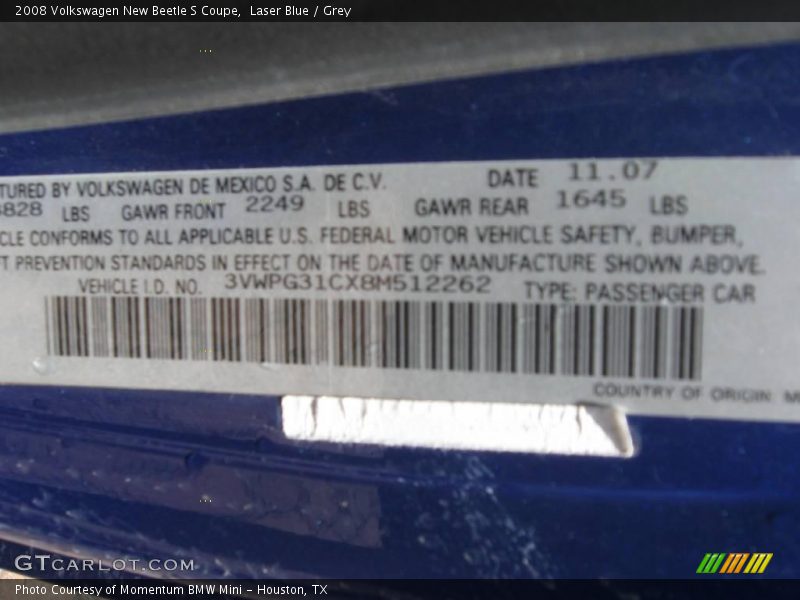 2008 Volkswagen New Beetle S Coupe, Laser Blue / Grey
TURED BY VOLKSWAGEN DE MEXICO S.A. DE C.V. DATE 11.07
828 LBS GAWR FRONT 2249 LBS GAWR REAR 1645 LBS
CLE CONFORMS TO ALL APPLICABLE U.S. FEDERAL MOTOR VEHICLE SAFETY, BUMPER,
T PREVENTION STANDARDS IN EFFECT ON THE DATE OF MANUFACTURE SHOWN ABOVE.
VEHICLE I.D. NO. 3VWPG31CX8M512262 TYPE: PASSENGER CAR
COUNTRY OF ORIGIN M
GTCARLOT.COM
Photo Courtesy of Momentum BMW Mini - Houston, TX